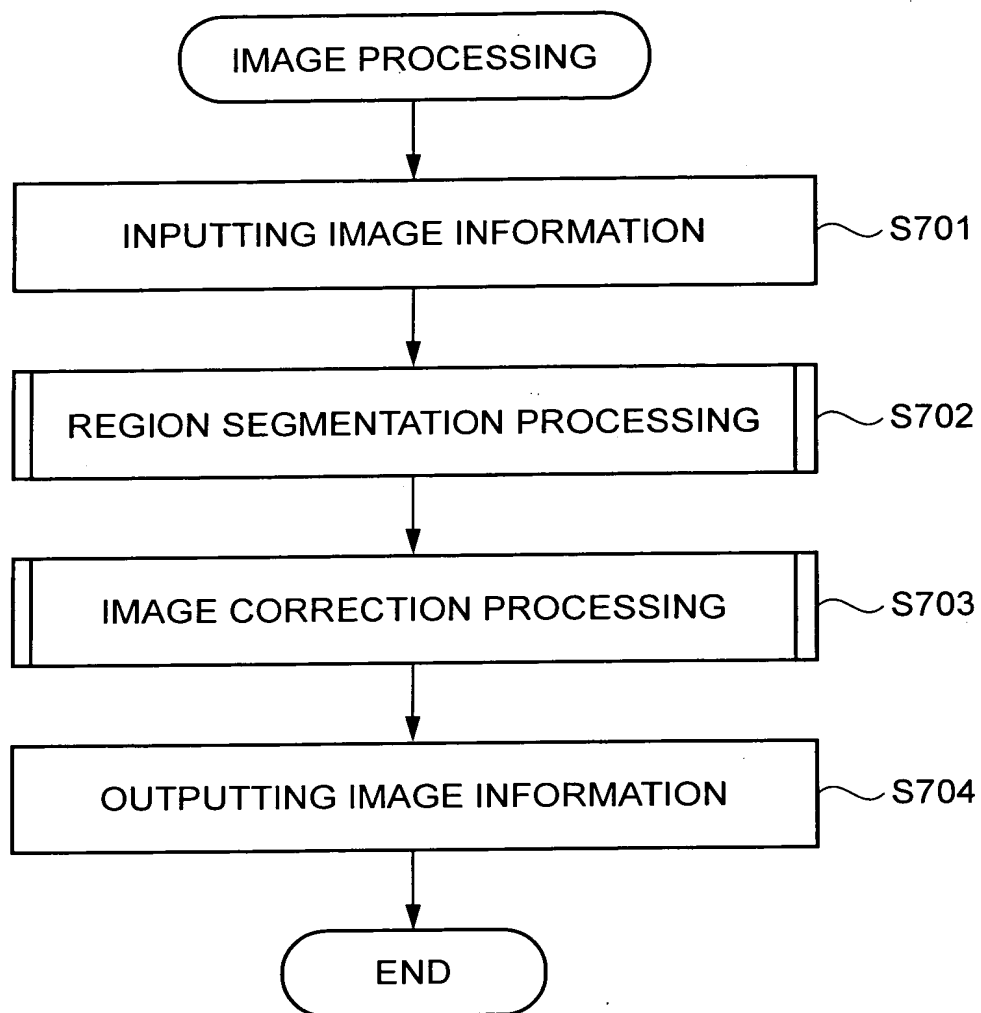 IMAGE PROCESSING
INPUTTING IMAGE INFORMATION
S701
REGION SEGMENTATION PROCESSING
S702
IMAGE CORRECTION PROCESSING
S703
OUTPUTTING IMAGE INFORMATION
S704
END